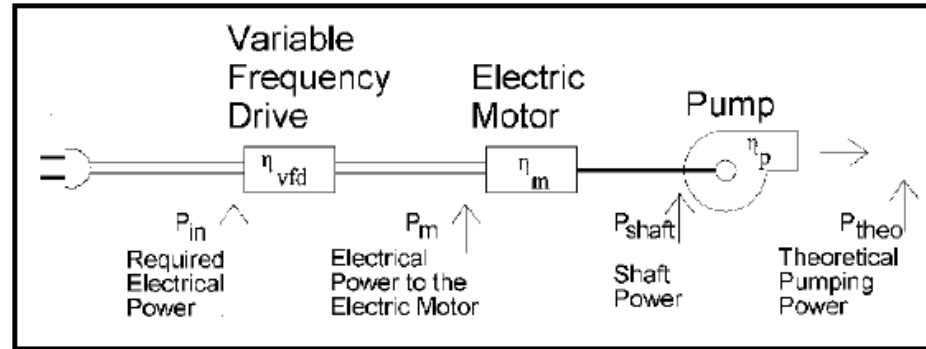 Variable
Frequency
Drive
Electric
Motor
Pump
η vfd
η m
η p
P in
Required
Electrical
Power
P m
Electrical
Power to the
Electric Motor
P shaft
Shaft
Power
P theo
Theoretical
Pumping
Power